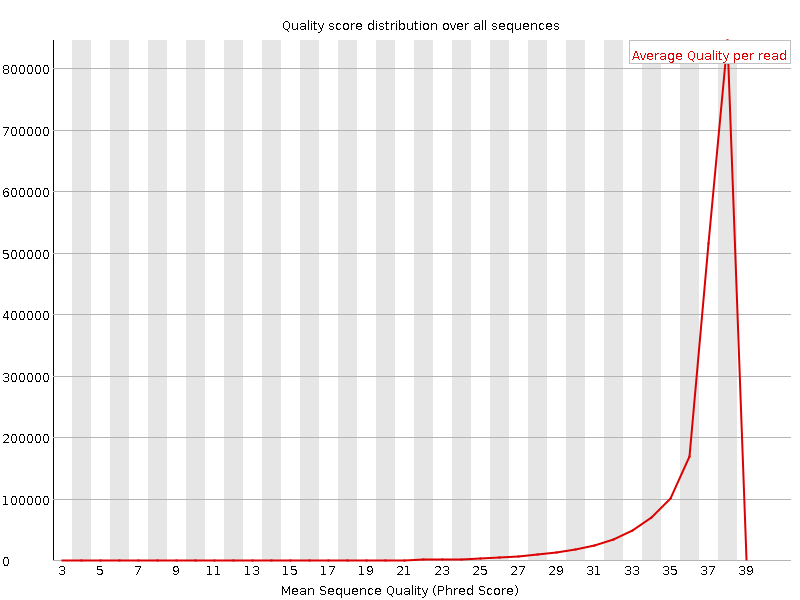 Quality score distribution over all sequences
Average Quality per read
800000
700000
600000
500000
400000
300000
200000
100000
0
3 5 7 9 11 13 15 17 19 21 23 25 27 29 31 33 35 37 39
Mean Sequence Quality (Phred Score)